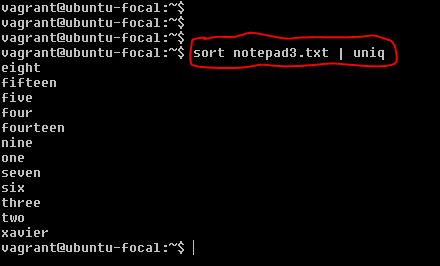 vagrant@ubuntu-focal:~$
vagrant@ubuntu-focal:~$
vagrant@ubuntu-focal:~$
vagrant@ubuntu-focal:~$ sort notepad3.txt | uniq
eight
fifteen
five
four
fourteen
nine
one
seven
six
three
two
xavier
vagrant@ubuntu-focal:~$